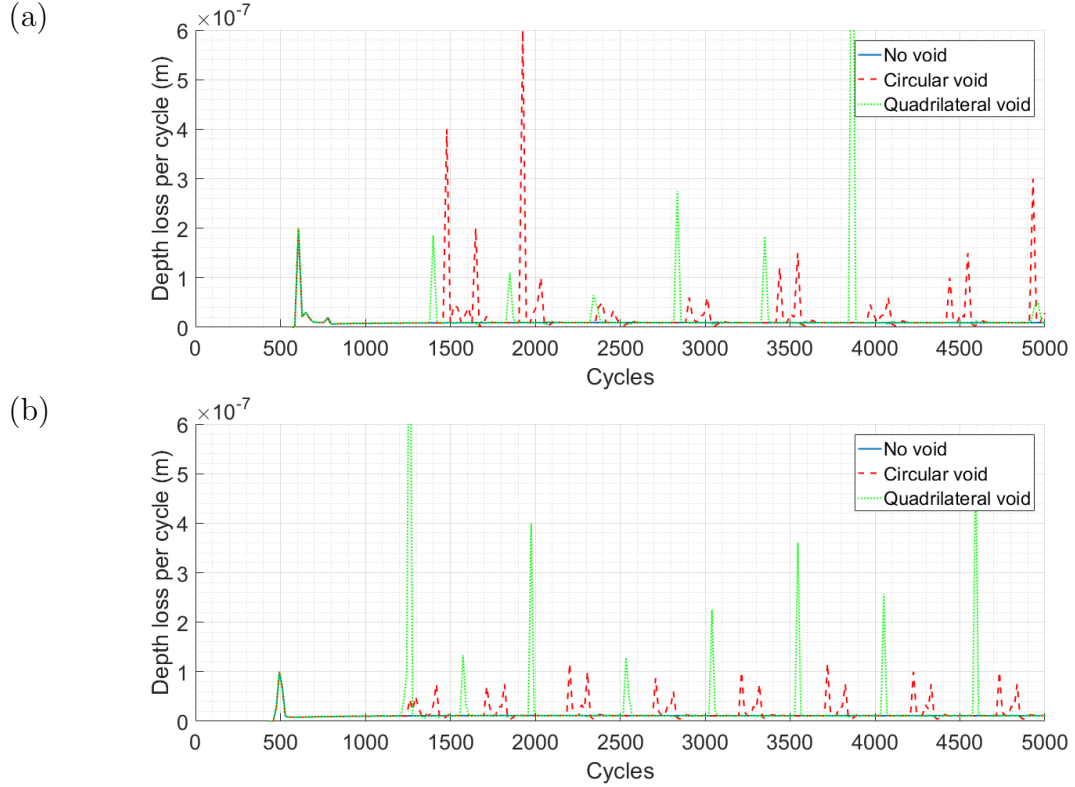 (a)
×10⁻⁷
6
5
4
3
2
1
0
Depth loss per cycle (m)
No void
Circular void
Quadrilateral void
0 500 1000 1500 2000 2500 3000 3500 4000 4500 5000
Cycles
(b)
×10⁻⁷
6
5
4
3
2
1
0
Depth loss per cycle (m)
No void
Circular void
Quadrilateral void
0 500 1000 1500 2000 2500 3000 3500 4000 4500 5000
Cycles